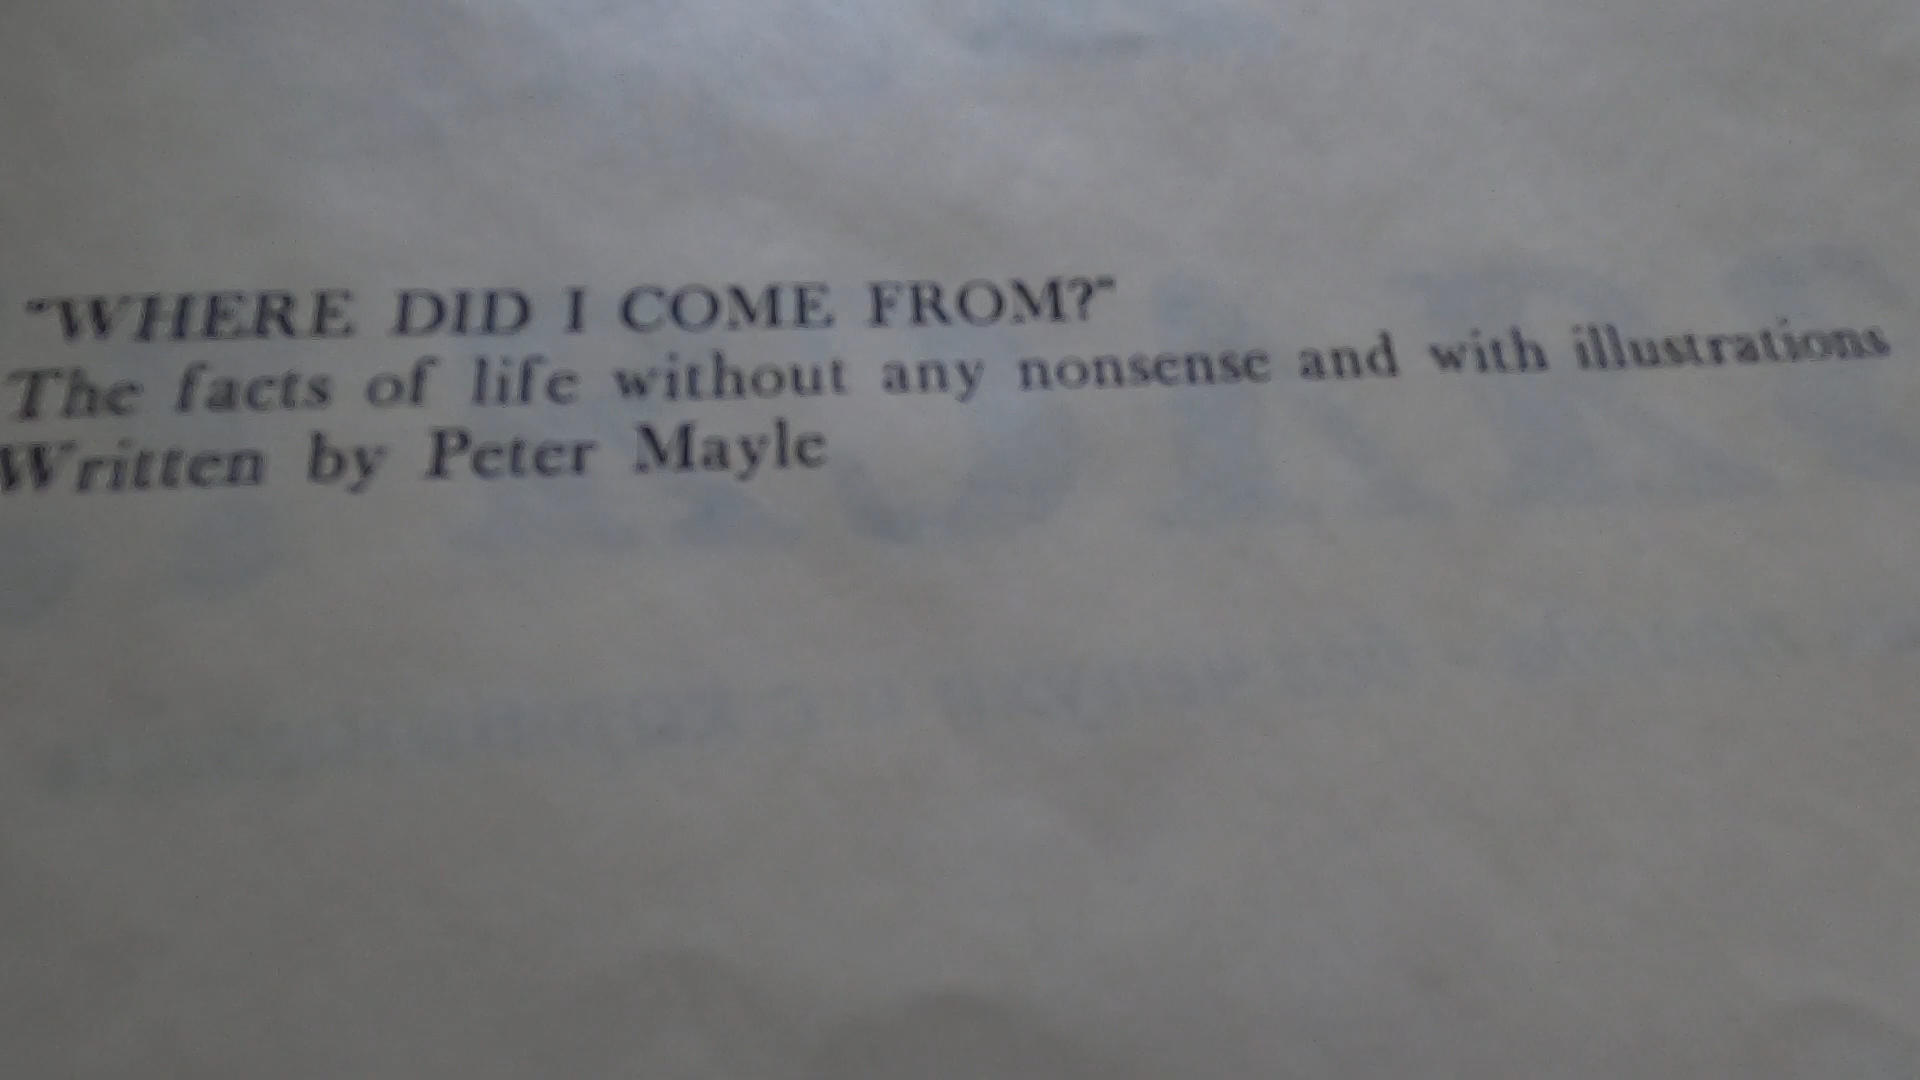 "WHERE DID I COME FROM?"
The facts of life without any nonsense and with illustrations
Written by Peter Mayle